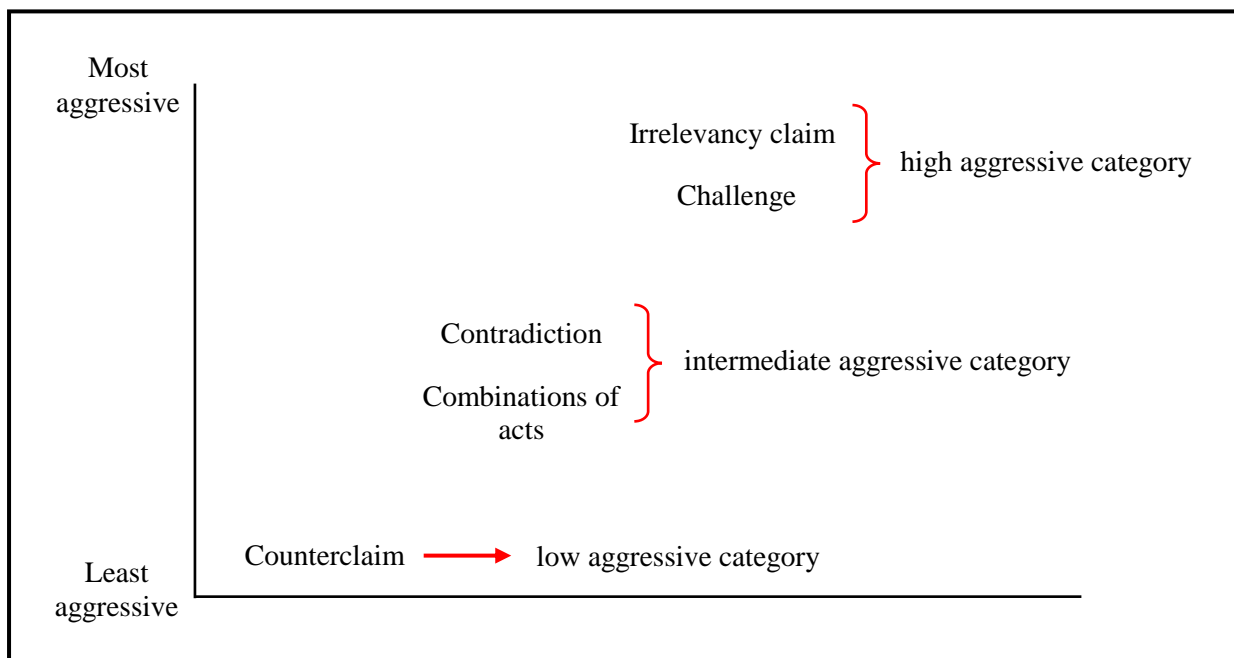 Most
aggressive
Irrelevancy claim
high aggressive category
Challenge
Contradiction
intermediate aggressive category
Combinations of
acts
Counterclaim
low aggressive category
Least
aggressive